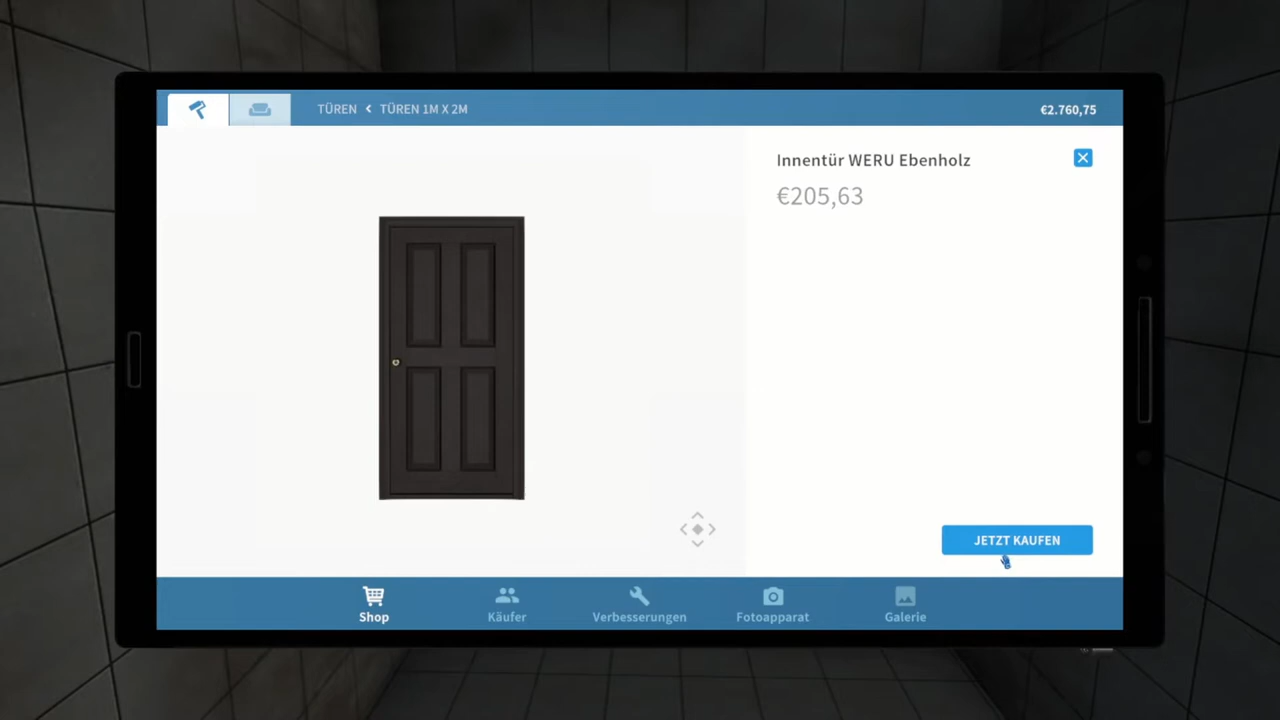 TÜREN < TÜREN 1M X 2M
€2.760,75
Innentür WERU Ebenholz
€205,63
JETZT KAUFEN
Shop
Käufer
Verbesserungen
Fotoapparat
Galerie